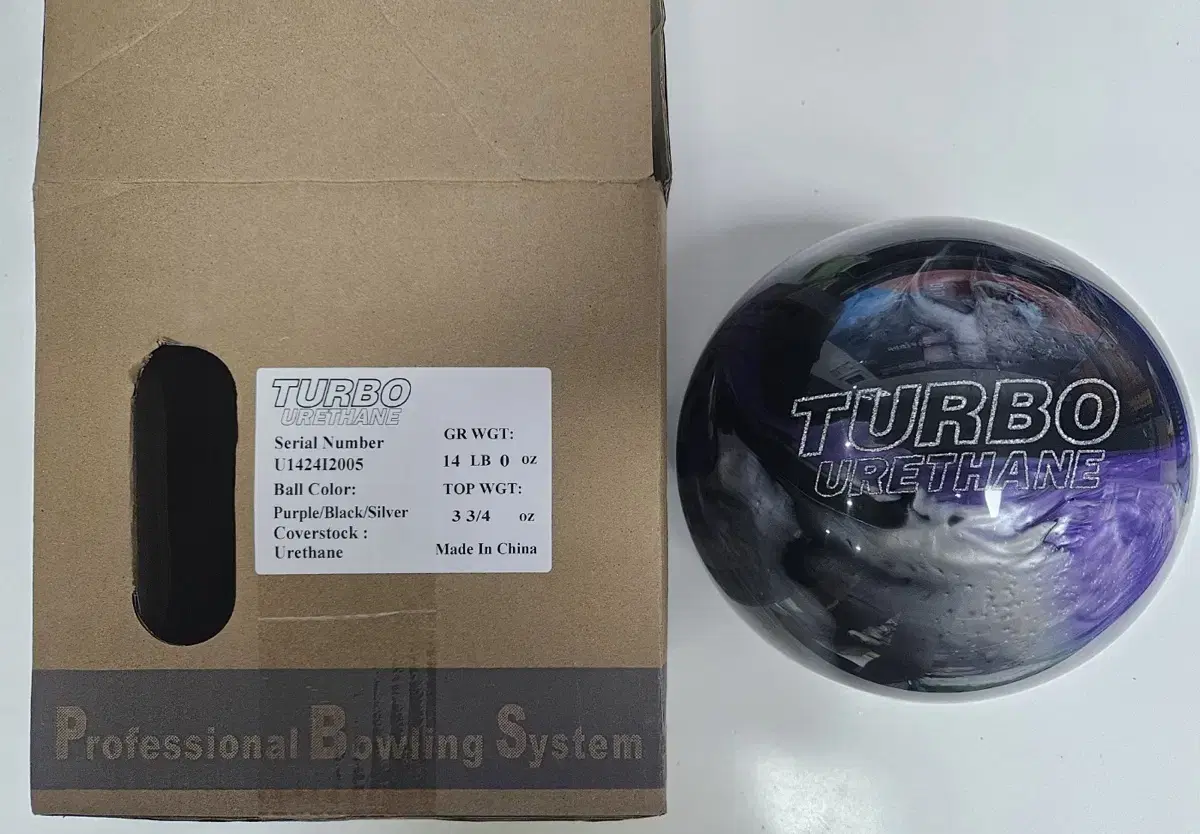 TURBO
URETHANE
Serial Number
U1424I2005
Ball Color:
Purple/Black/Silver
Coverstock :
Urethane
GR WGT:
14 LB 0 oz
TOP WGT:
3 3/4 oz
Made In China
Professional Bowling System
TURBO
URETHANE